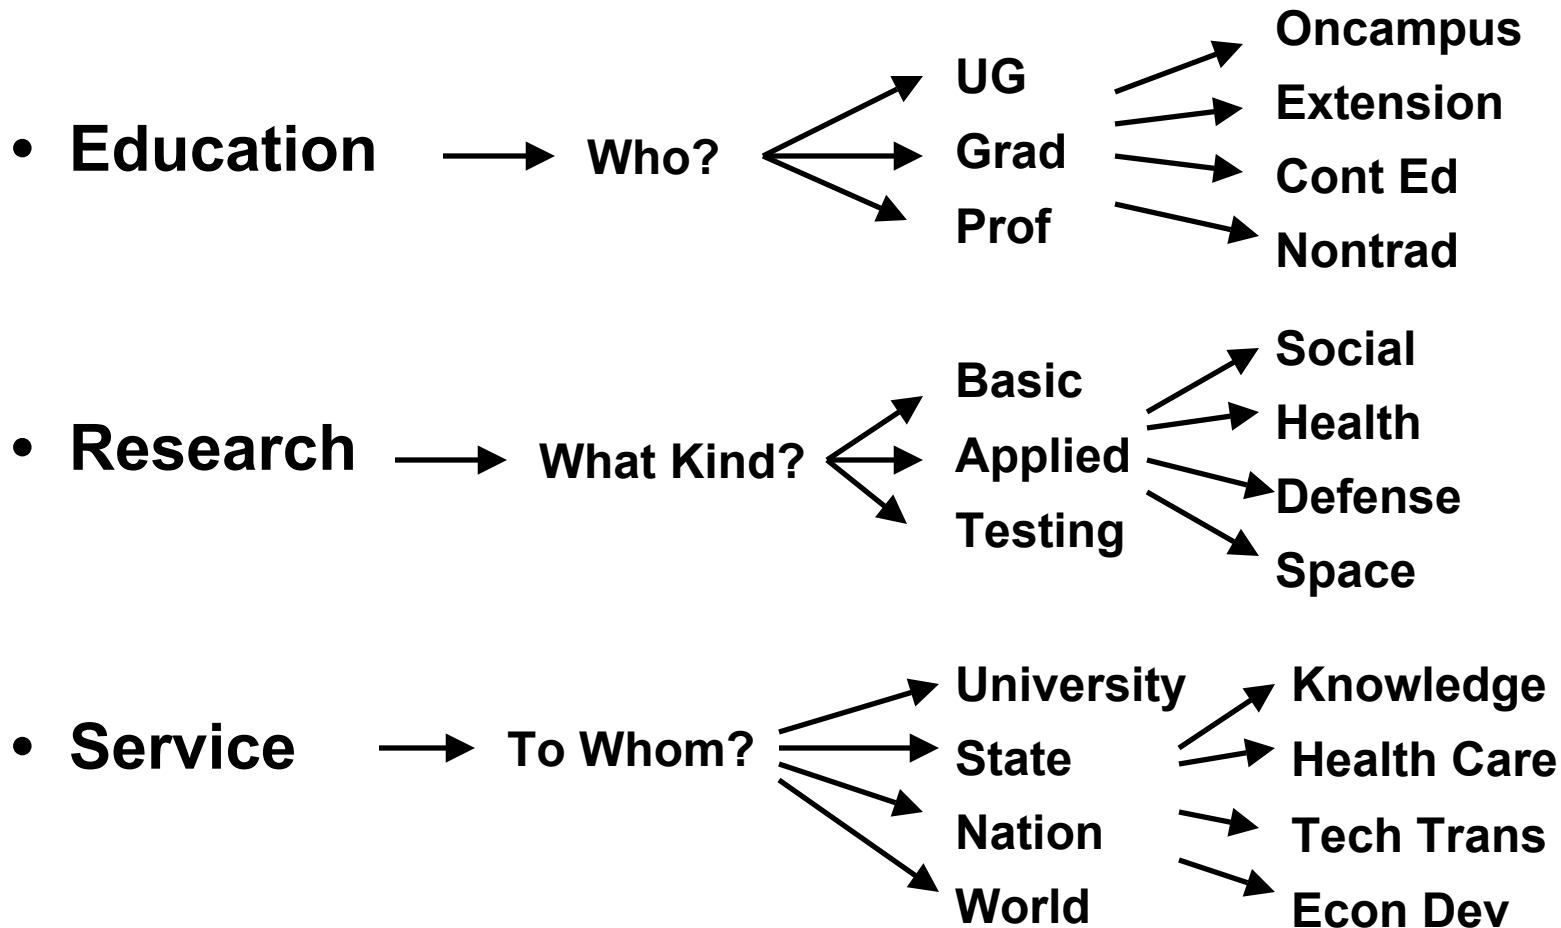 • Education
Who?
UG
Grad
Prof
Oncampus
Extension
Cont Ed
Nontrad
• Research
What Kind?
Basic
Applied
Testing
Social
Health
Defense
Space
• Service
To Whom?
University
State
Nation
World
Knowledge
Health Care
Tech Trans
Econ Dev